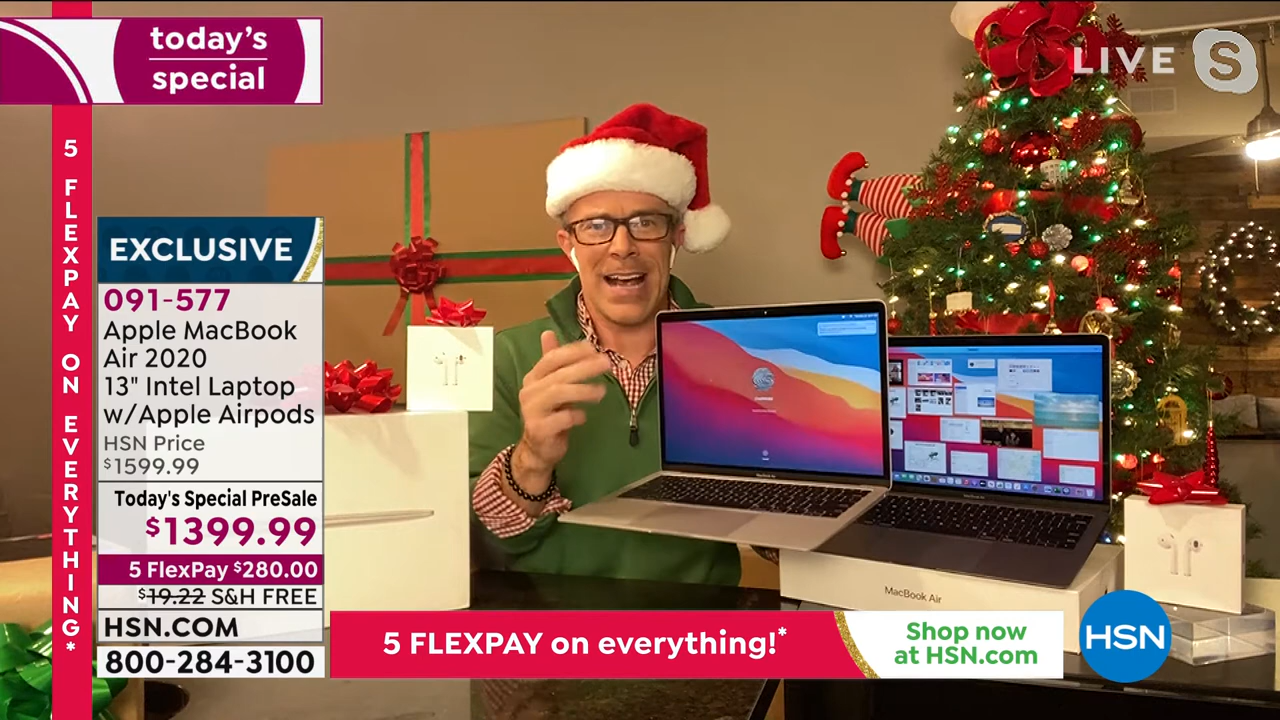 today's
special
LIVE S
5 FLEXPAY ON EVERYTHING!*
EXCLUSIVE
091-577
Apple MacBook
Air 2020
13" Intel Laptop
w/Apple Airpods
HSN Price
$1599.99
Today's Special PreSale
$1399.99
5 FlexPay $280.00
$19.22 S&H FREE
HSN.COM
800-284-3100
MacBook Air
5 FLEXPAY on everything!*
Shop now
at HSN.com
HSN